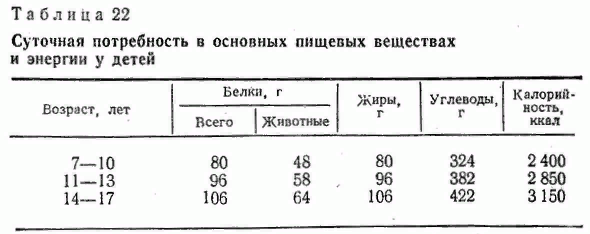 Таблица 22
Суточная потребность в основных пищевых веществах
и энергии у детей
Возраст, лет Белки, г Жиры, г Углеводы, г Калорий-ность, ккал
Всего Животные
7—10 80 48 80 324 2 400
11—13 96 58 96 382 2 850
14—17 106 64 106 422 3 150